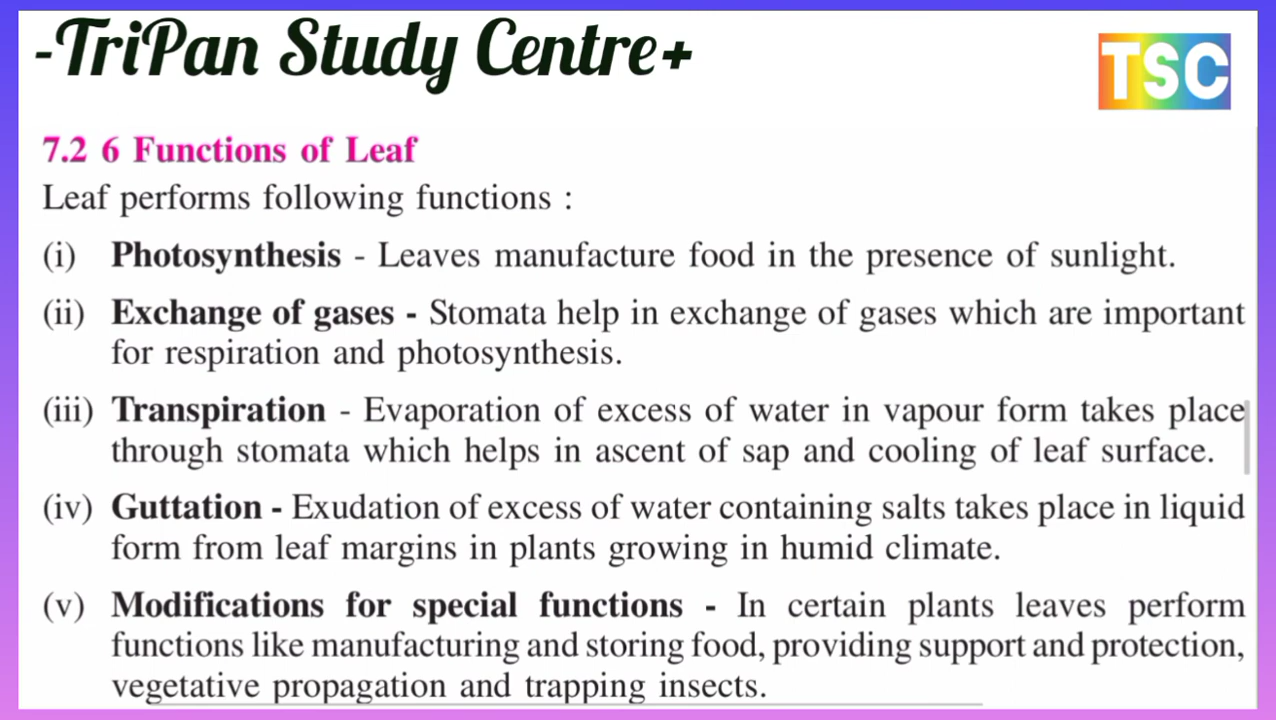 -TriPan Study Centre+
TSC
7.2 6 Functions of Leaf
Leaf performs following functions :
(i) Photosynthesis - Leaves manufacture food in the presence of sunlight.
(ii) Exchange of gases - Stomata help in exchange of gases which are important
for respiration and photosynthesis.
(iii) Transpiration - Evaporation of excess of water in vapour form takes place
through stomata which helps in ascent of sap and cooling of leaf surface.
(iv) Guttation - Exudation of excess of water containing salts takes place in liquid
form from leaf margins in plants growing in humid climate.
(v) Modifications for special functions - In certain plants leaves perform
functions like manufacturing and storing food, providing support and protection,
vegetative propagation and trapping insects.